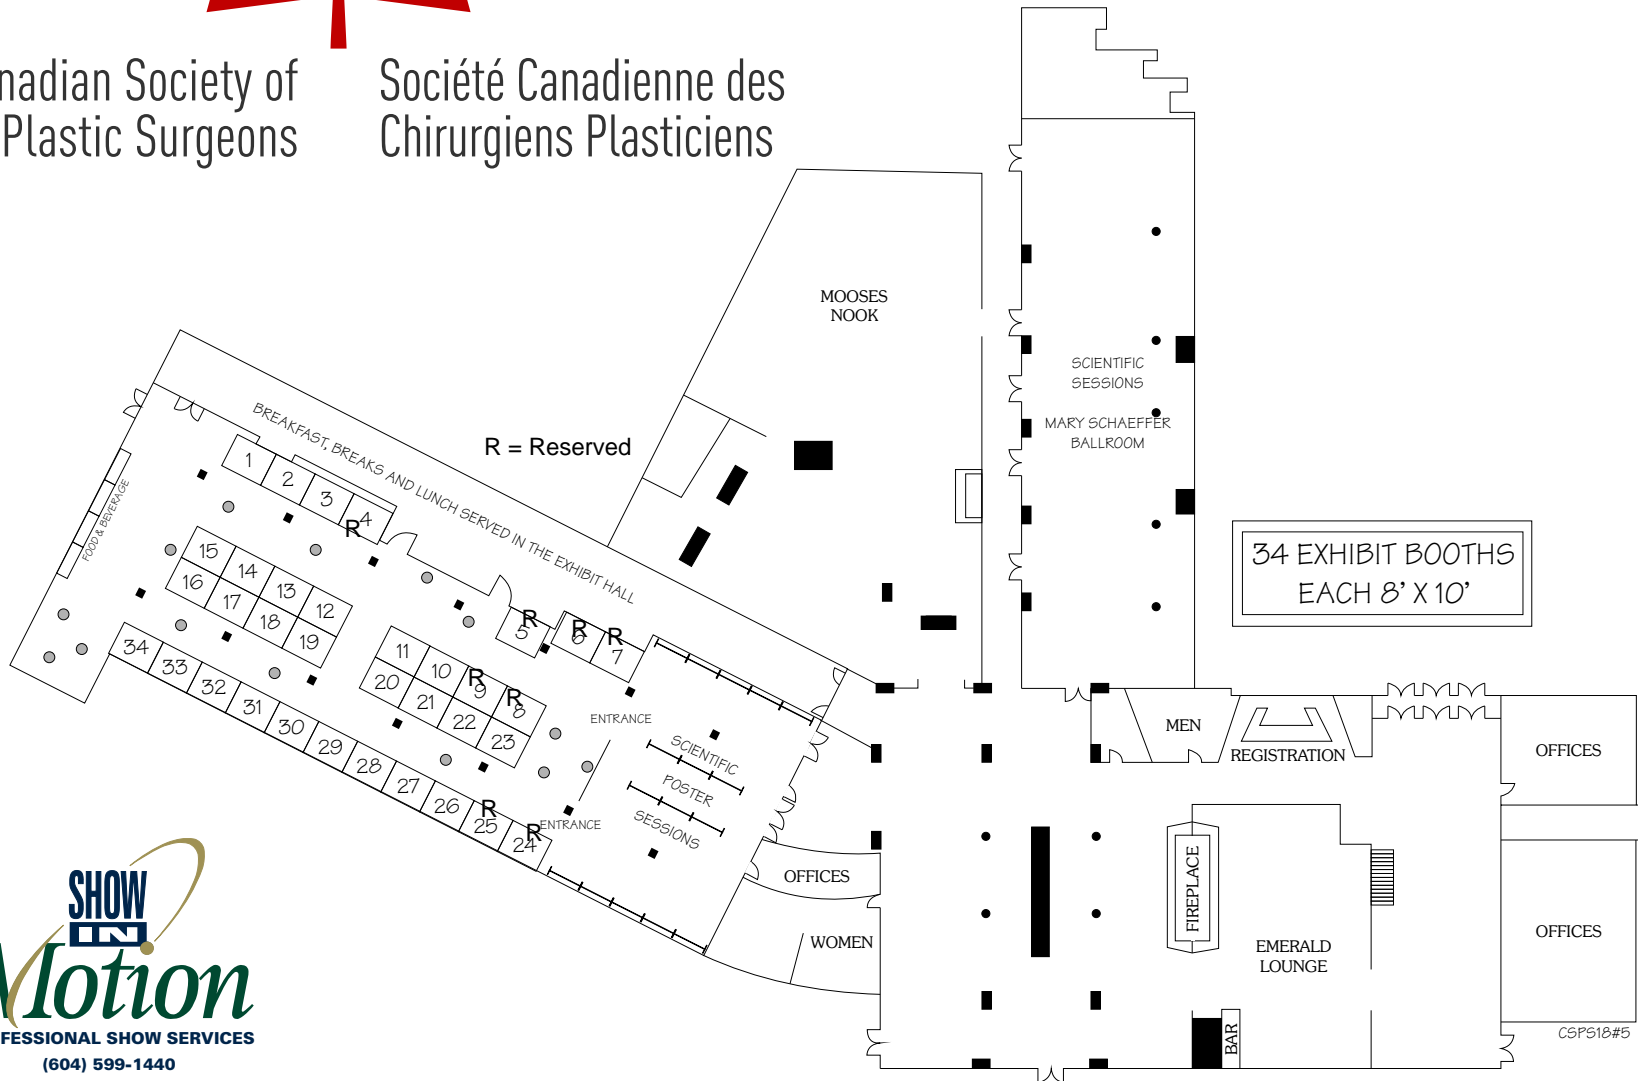 nadian Society of
Plastic Surgeons
Société Canadienne des
Chirurgiens Plasticiens
MOOSES
NOOK
SCIENTIFIC
SESSIONS
MARY SCHAEFFER
BALLROOM
R = Reserved
BREAKFAST, BREAKS AND LUNCH SERVED IN THE EXHIBIT HALL
FOOD & BEVERAGE
34 EXHIBIT BOOTHS
EACH 8' X 10'
1
2
3
4
R
5
R
6
R
7
R
15
14
13
12
16
17
18
19
11
10
9
R
8
R
20
21
22
23
34
33
32
31
30
29
28
27
26
25
R
24
R
ENTRANCE
ENTRANCE
SCIENTIFIC
POSTER
SESSIONS
MEN
REGISTRATION
OFFICES
OFFICES
OFFICES
WOMEN
FIREPLACE
EMERALD
LOUNGE
BAR
CSPS18#5
SHOW
IN
Motion
FESSIONAL SHOW SERVICES
(604) 599-1440